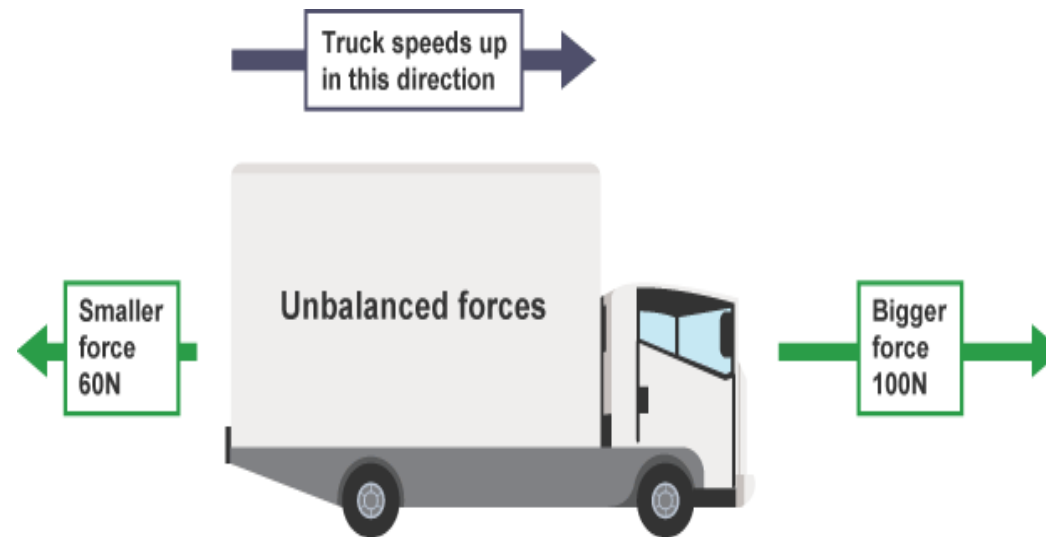 Truck speeds up
in this direction
Unbalanced forces
Smaller
force
60N
Bigger
force
100N